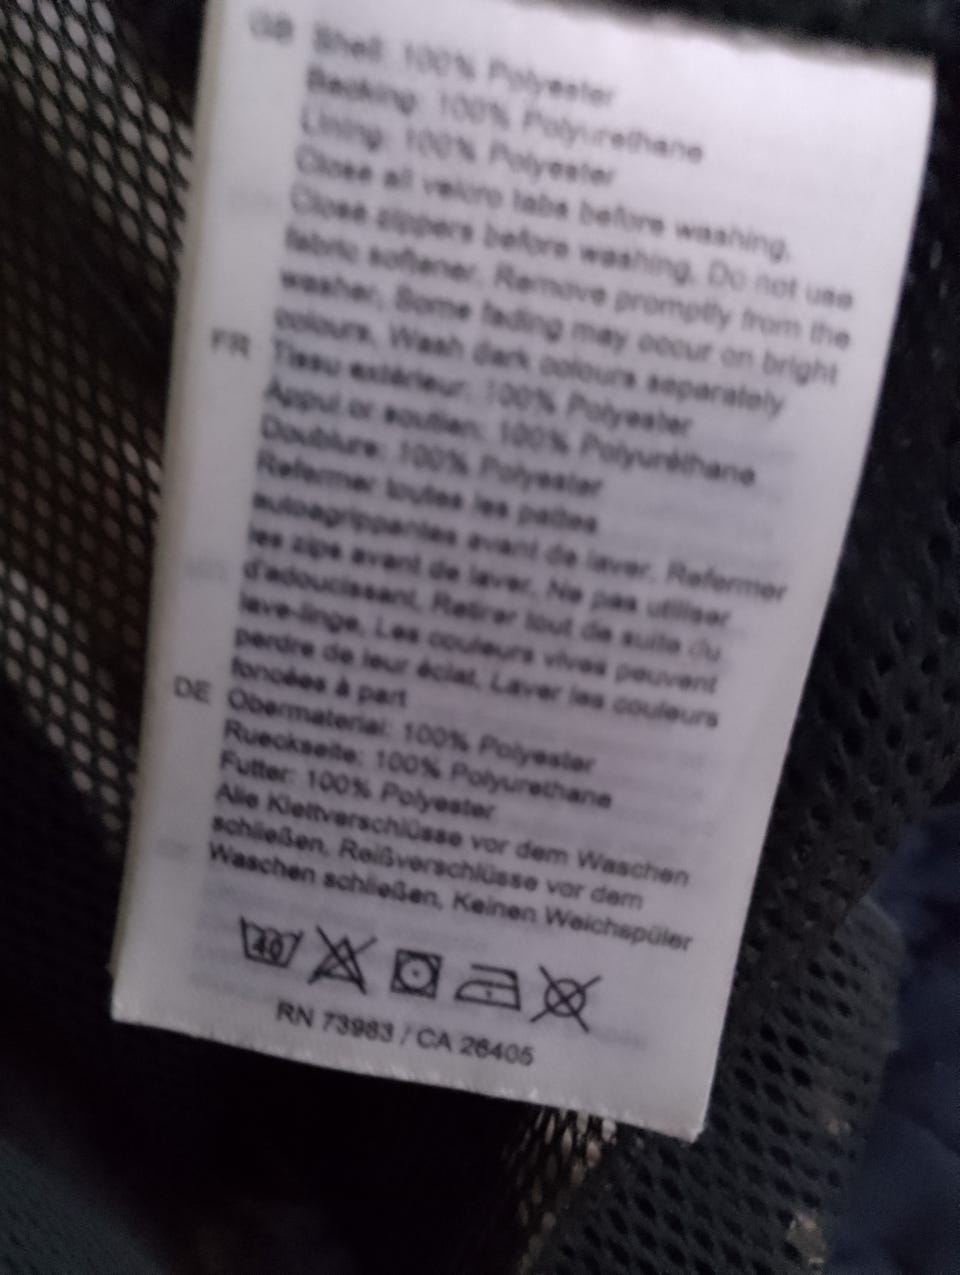 GB Shell: 100% Polyester
Backing: 100% Polyurethane
Lining: 100% Polyester
Close all velcro tabs before washing,
Close zippers before washing, Do not use
fabric softener, Remove promptly from the
washer, Some fading may occur on bright
colours, Wash dark colours separately
FR Tissu extérieur: 100% Polyester
Appui or soutien: 100% Polyuréthane
Doublure: 100% Polyester
Refermer toutes les pattes
autoagrippantes avant de laver, Refermer
les zips avant de laver, Ne pas utiliser
d'adoucissant, Retirer tout de suite du
lave-linge, Les couleurs vives peuvent
perdre de leur éclat, Laver les couleurs
foncées à part
DE Obermaterial: 100% Polyester
Rueckseite: 100% Polyurethane
Futter: 100% Polyester
Alle Klettverschlüsse vor dem Waschen
schließen, Reißverschlüsse vor dem
Waschen schließen, Keinen Weichspüler
40
RN 73983 / CA 26405